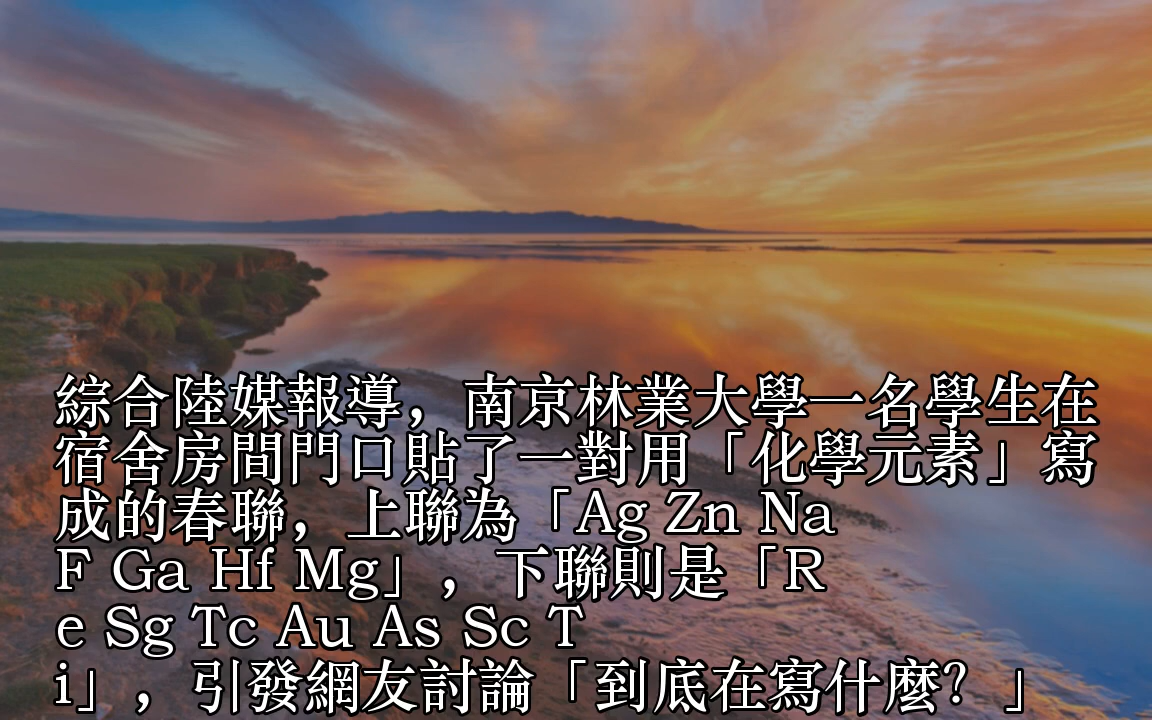 綜合陸媒報導，南京林業大學一名學生在
宿舍房間門口貼了一對用「化學元素」寫
成的春聯，上聯為「Ag Zn Na
F Ga Hf Mg」，下聯則是「R
e Sg Tc Au As Sc T
i」，引發網友討論「到底在寫什麼？」